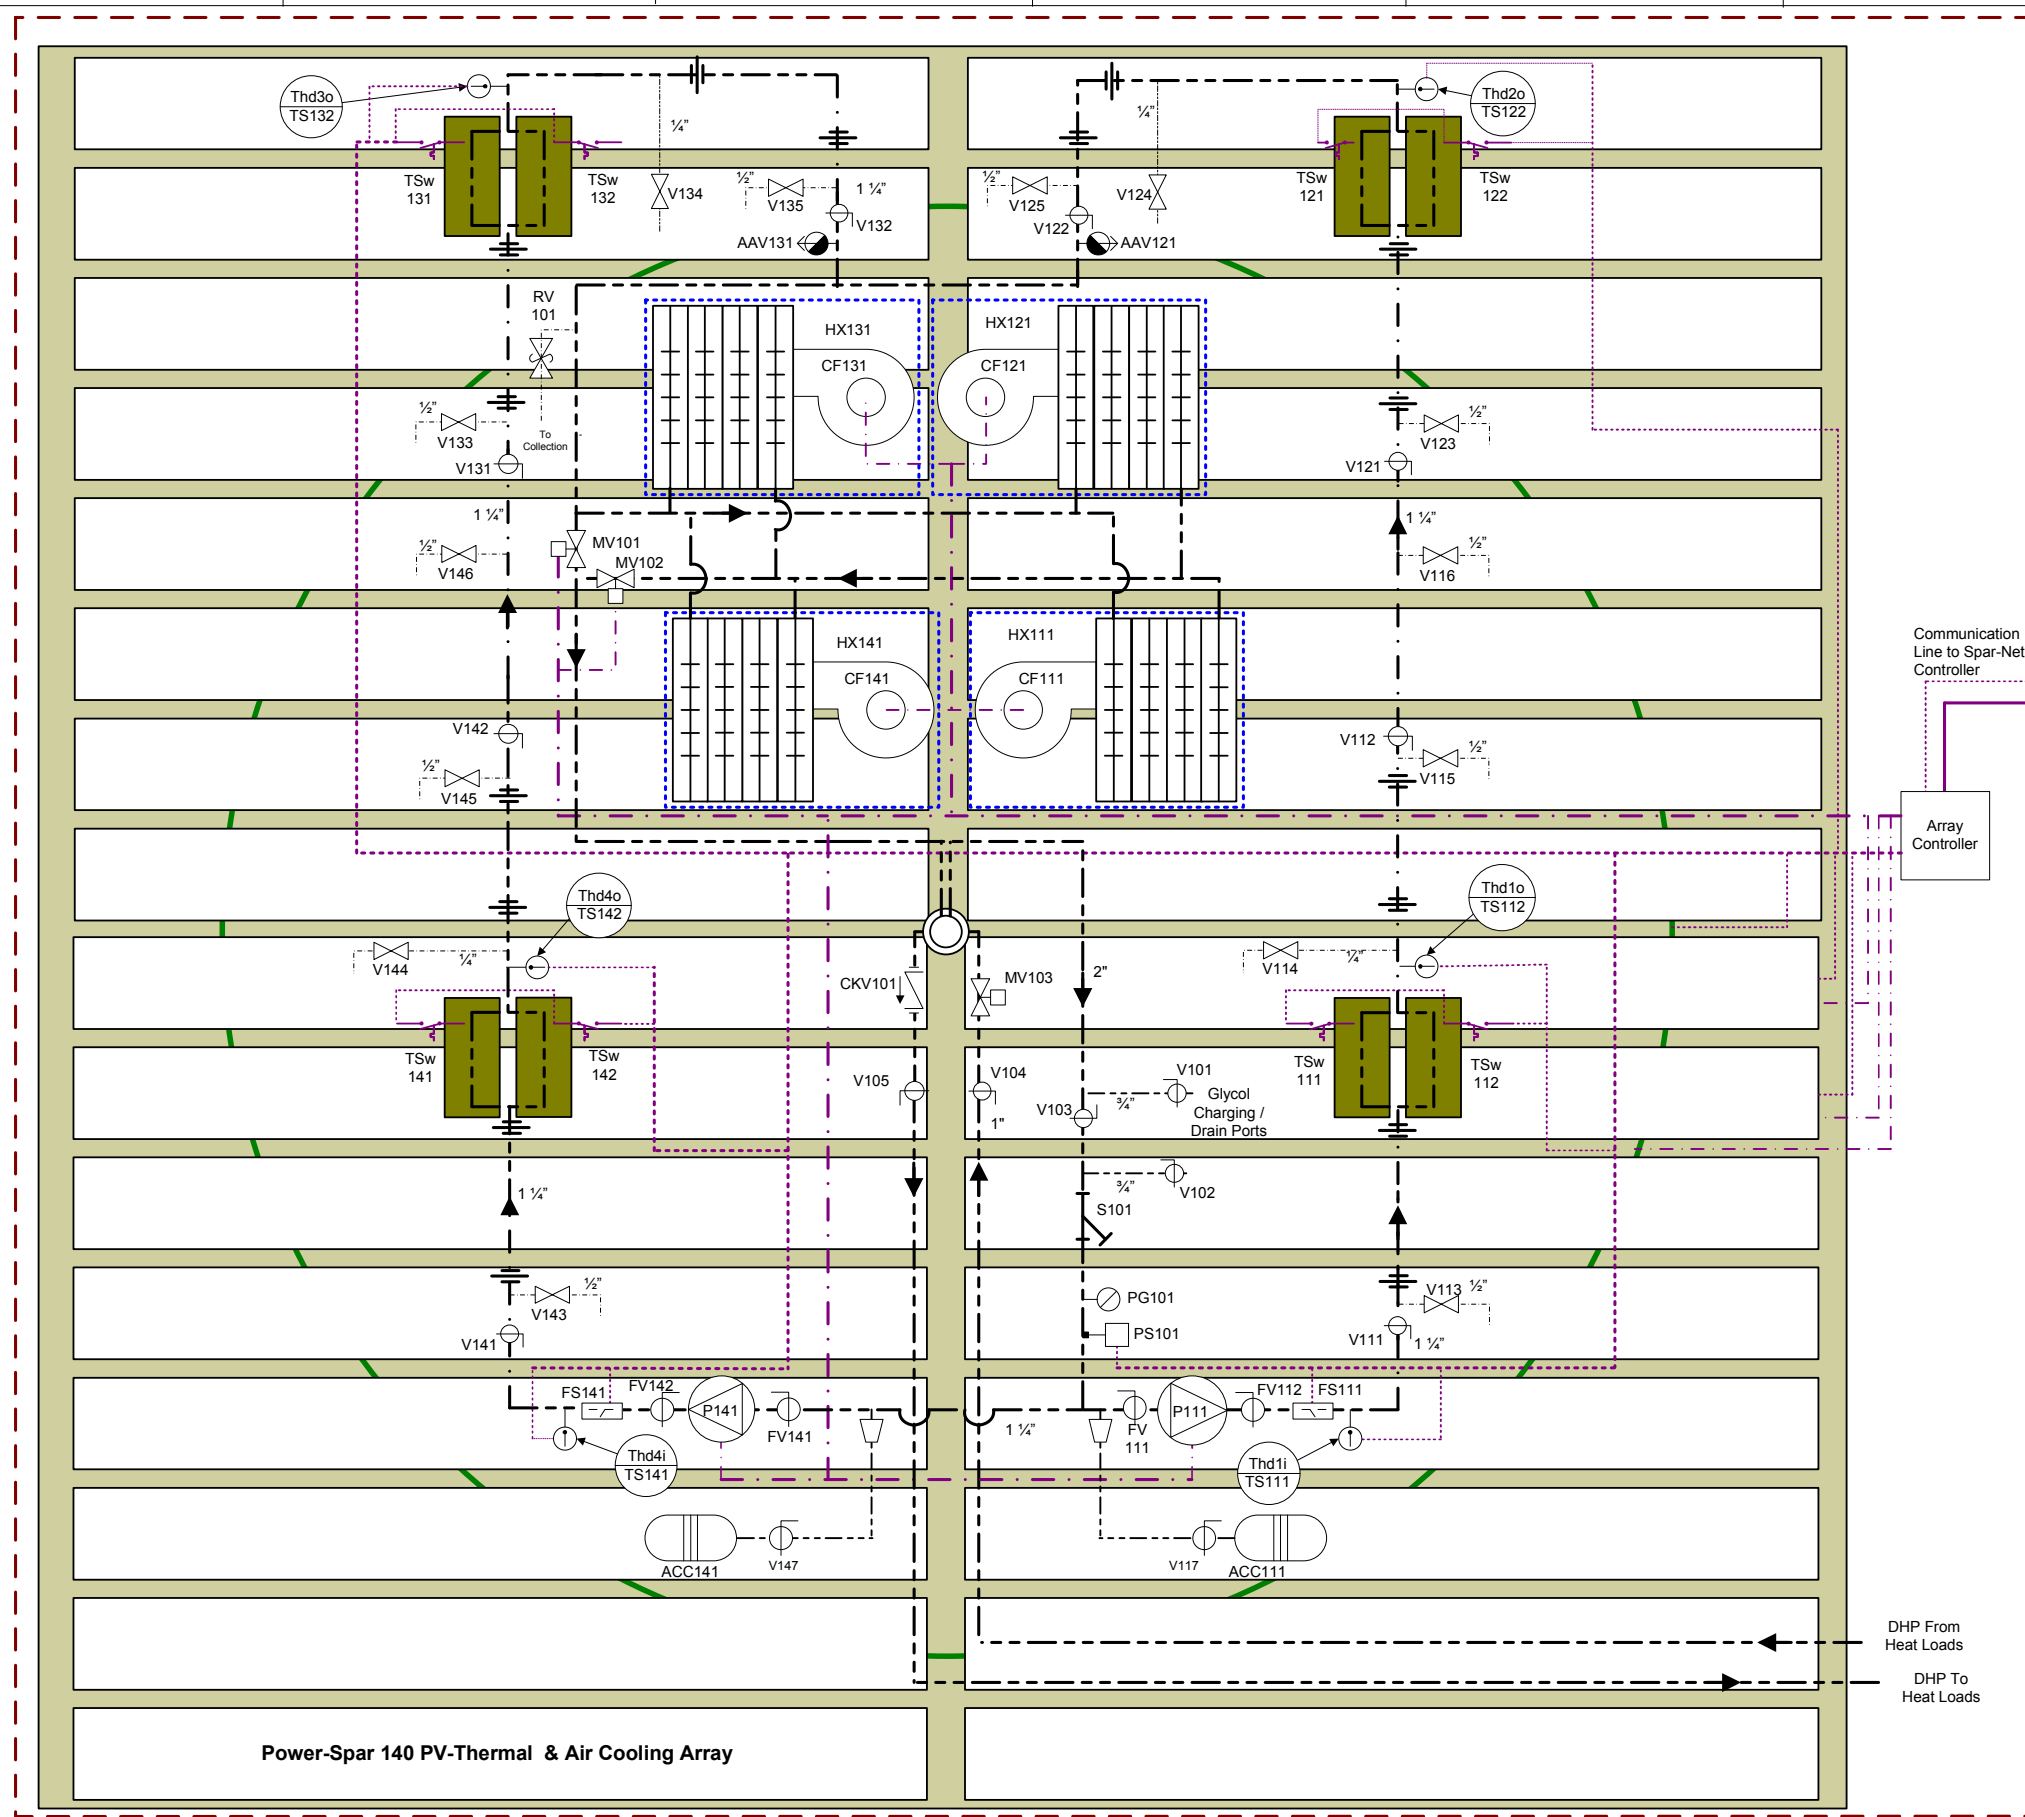 Thd3o
TS132
¼"
Thd2o
TS122
¼"
TSw
131
TSw
132
V134
½"
V135
1 ¼"
V132
AAV131
½"
V125
V122
V124
AAV121
TSw
121
TSw
122
RV
101
HX131
CF131
HX121
CF121
½"
V133
To
Collection
V131
½"
V123
V121
1 ¼"
½"
V146
MV101
MV102
1 ¼"
½"
V116
HX141
CF141
HX111
CF111
Communication
Line to Spar-Net
Controller
V142
½"
V145
V112
½"
V115
Array
Controller
Thd4o
TS142
Thd1o
TS112
V144
¼"
CKV101
MV103
2"
V114
¼"
TSw
141
TSw
142
V105
V104
1"
V103
V101
¾"
Glycol
Charging /
Drain Ports
TSw
111
TSw
112
¾"
V102
1 ¼"
S101
½"
V143
V141
PG101
PS101
V113
½"
V111
1 ¼"
FS141
FV142
P141
FV141
1 ¼"
FV
111
P111
FV112
FS111
Thd4i
TS141
Thd1i
TS111
V147
ACC141
V117
ACC111
DHP From
Heat Loads
DHP To
Heat Loads
Power-Spar 140 PV-Thermal & Air Cooling Array